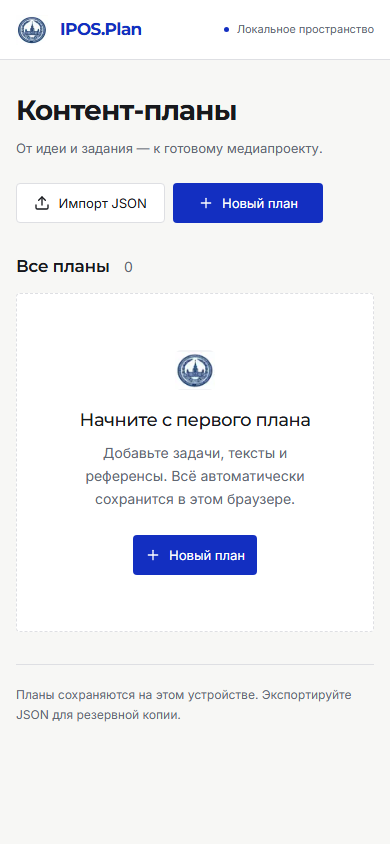 IPOS.Plan
Локальное пространство
Контент-планы
От идеи и задания — к готовому медиапроекту.
Импорт JSON
Новый план
Все планы 0
Начните с первого плана
Добавьте задачи, тексты и
референсы. Всё автоматически
сохранится в этом браузере.
Новый план
Планы сохраняются на этом устройстве. Экспортируйте
JSON для резервной копии.